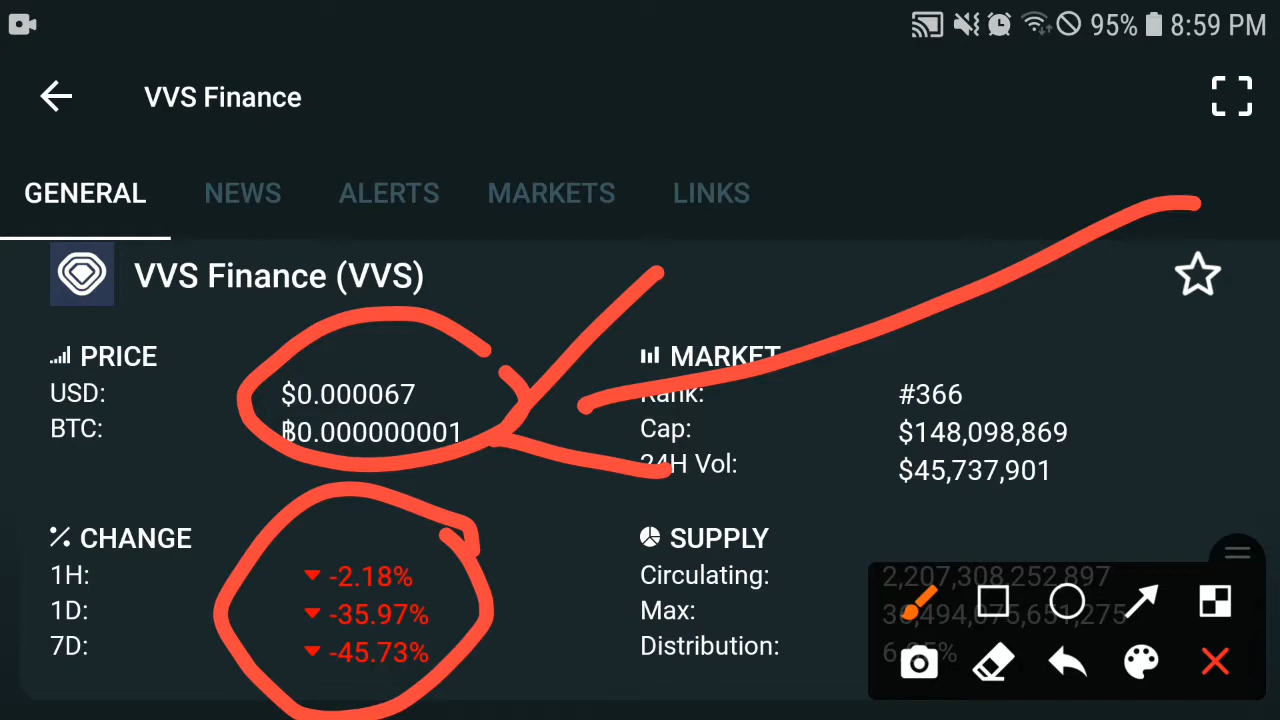 95% 8:59 PM
VVS Finance
GENERAL NEWS ALERTS MARKETS LINKS
VVS Finance (VVS)
PRICE
USD: $0.000067
BTC: ₿0.000000001
MARKET
Rank: #366
Cap: $148,098,869
24H Vol: $45,737,901
CHANGE
1H: -2.18%
1D: -35.97%
7D: -45.73%
SUPPLY
Circulating: 2,207,308,252,897
Max:
Distribution: